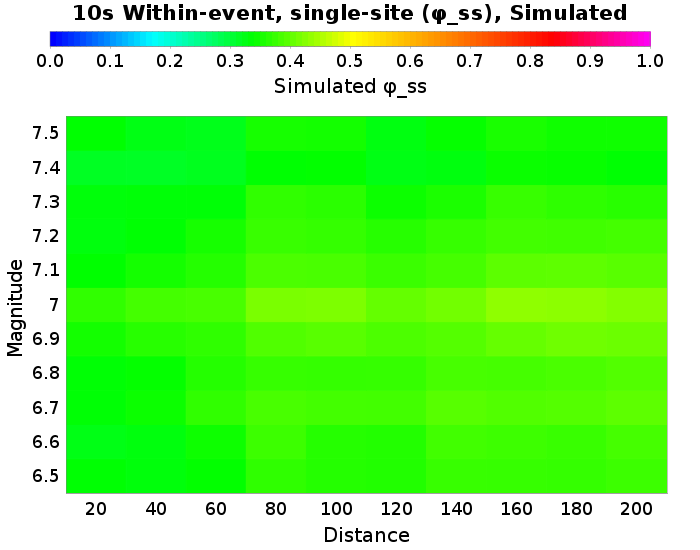 10s Within-event, single-site (φ_ss), Simulated
0.0 0.1 0.2 0.3 0.4 0.5 0.6 0.7 0.8 0.9 1.0
Simulated φ_ss
7.5
7.4
7.3
7.2
7.1
7
6.9
6.8
6.7
6.6
6.5
Magnitude
20 40 60 80 100 120 140 160 180 200
Distance